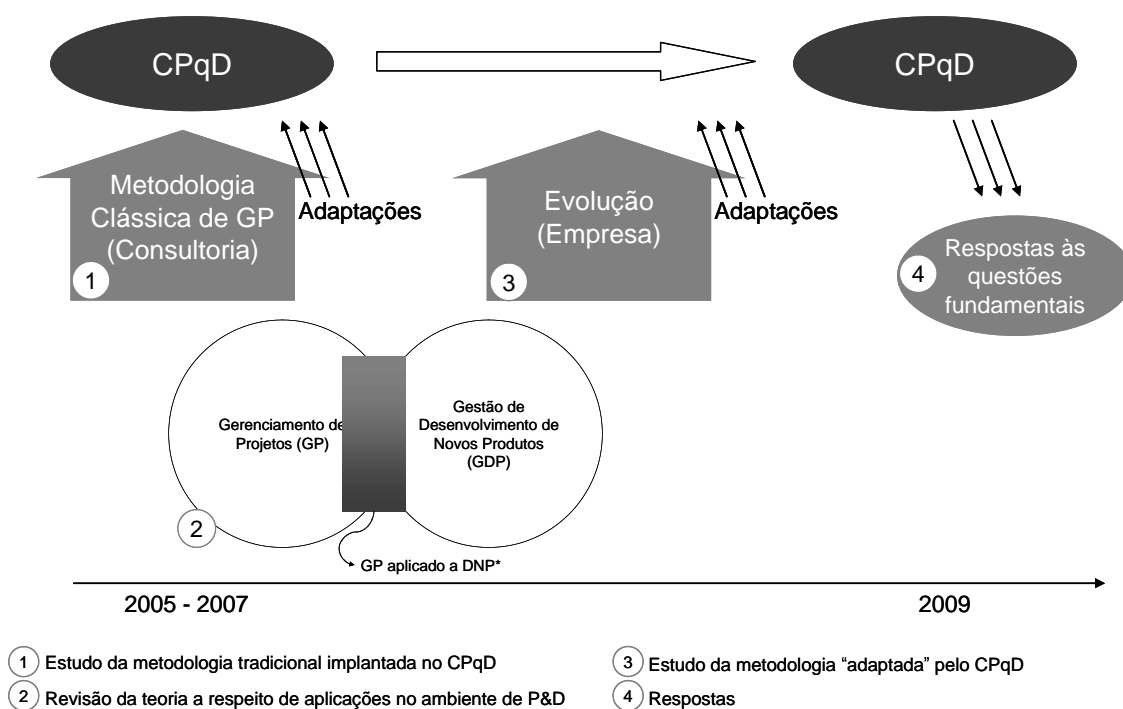 CPqD
CPqD
Metodologia
Clássica de GP
(Consultoria)
1
Adaptações
Evolução
(Empresa)
3
Adaptações
4
Respostas às
questões
fundamentais
Gerenciamento de
Projetos (GP)
Gestão de
Desenvolvimento de
Novos Produtos
(GDP)
2
GP aplicado a DNP*
2005 - 2007
2009
1 Estudo da metodologia tradicional implantada no CPqD
2 Revisão da teoria a respeito de aplicações no ambiente de P&D
3 Estudo da metodologia “adaptada” pelo CPqD
4 Respostas